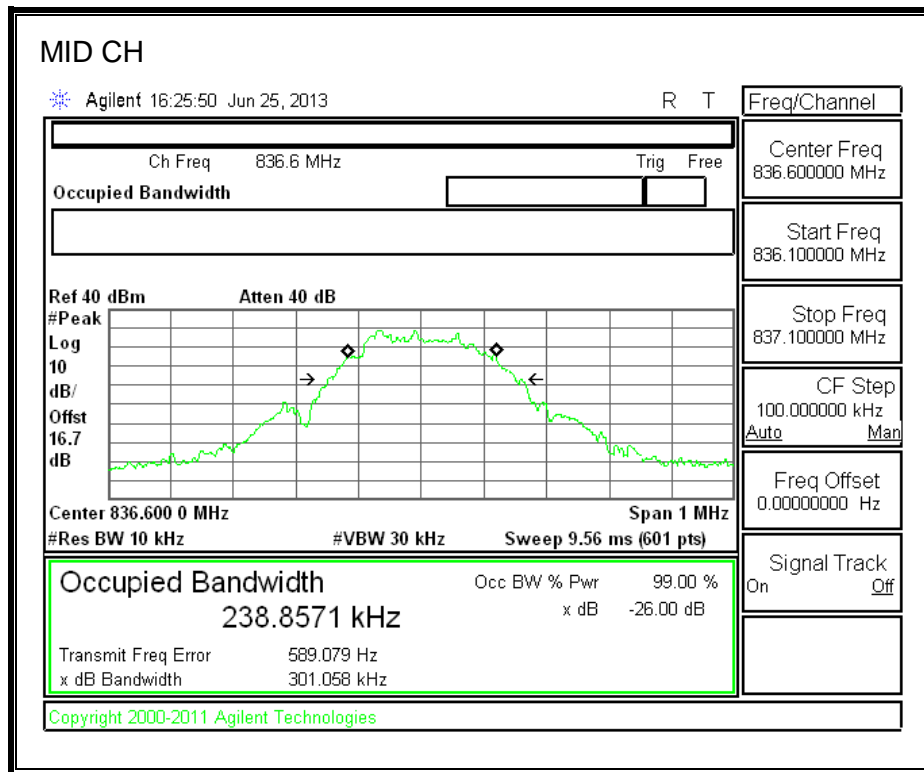 MID CH
Agilent 16:25:50 Jun 25, 2013 R T
Ch Freq 836.6 MHz Trig Free
Occupied Bandwidth
Ref 40 dBm Atten 40 dB
#Peak
Log
10
dB/
Offst
16.7
dB
Center 836.600 0 MHz Span 1 MHz
#Res BW 10 kHz #VBW 30 kHz Sweep 9.56 ms (601 pts)
Occupied Bandwidth Occ BW % Pwr 99.00 %
238.8571 kHz x dB -26.00 dB
Transmit Freq Error 589.079 Hz
x dB Bandwidth 301.058 kHz
Copyright 2000-2011 Agilent Technologies
Freq/Channel
Center Freq
836.600000 MHz
Start Freq
836.100000 MHz
Stop Freq
837.100000 MHz
CF Step
100.000000 kHz
Auto Man
Freq Offset
0.00000000 Hz
Signal Track
On Off